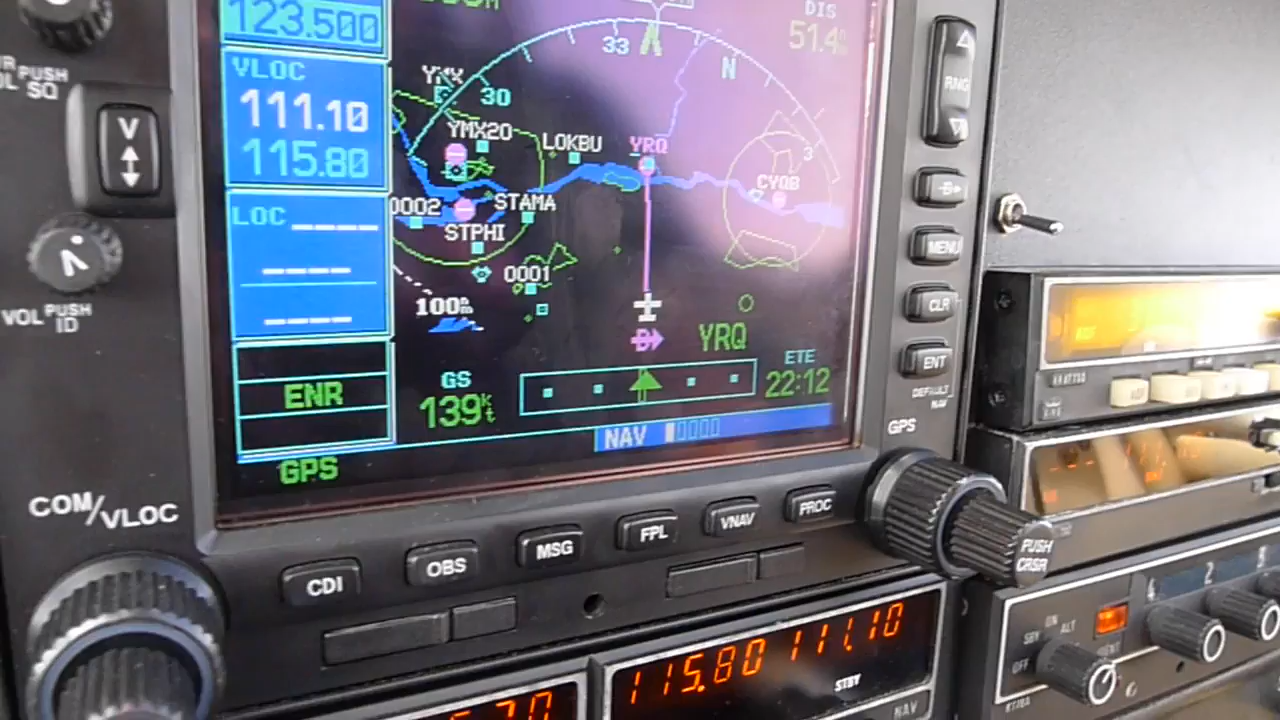 123.500
DIS
51.4
33
N
PUSH
SQ
VLOC
111.10
115.80
V
30
3
RNG
YMX20
LOKBU
YRQ
CYQB
D
LOC
0002
STAMA
STPHI
MENU
0001
100
CLR
VOL PUSH
ID
D
YRQ
ENT
ENR
GS
139 kt
ETE
22:12
DEFAULT
NAV
GPS
NAV
GPS
COM/VLOC
CDI
OBS
MSG
FPL
VNAV
PROC
PUSH
CRSR
115.80 111.10
STBY
NAV
OFF
SBY
ON
ALT
4
2